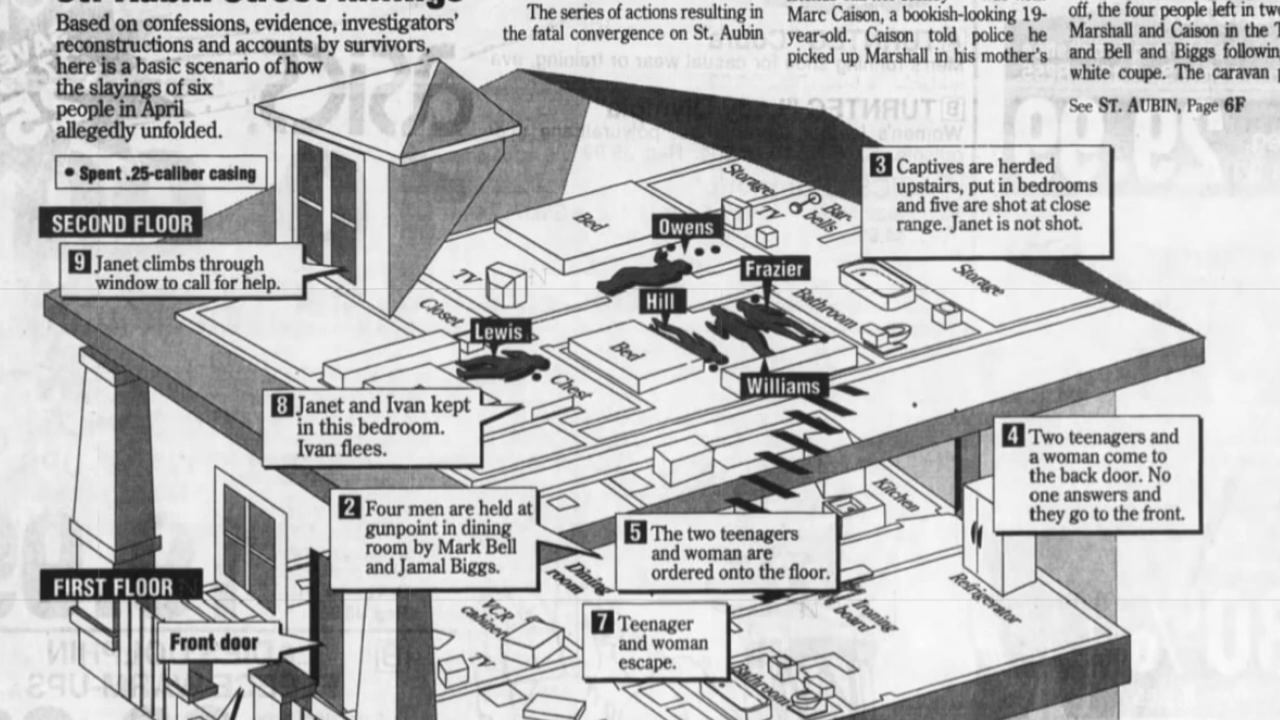 Based on confessions, evidence, investigators'
reconstructions and accounts by survivors,
here is a basic scenario of how
the slayings of six
people in April
allegedly unfolded.
• Spent .25-caliber casing
The series of actions resulting in
the fatal convergence on St. Aubin
Marc Caison, a bookish-looking 19-
year-old. Caison told police he
picked up Marshall in his mother's
off, the four people left in
Marshall and Caison in the
and Bell and Biggs
white coupe. The caravan
See ST. AUBIN, Page 6F
SECOND FLOOR
9 Janet climbs through
window to call for help.
3 Captives are herded
upstairs, put in bedrooms
and five are shot at close
range. Janet is not shot.
Storage
TV
Bar-
bells
Bed
Owens
Frazier
Hill
Bathroom
Storage
TV
Closet
Lewis
Bed
Chest
Williams
8 Janet and Ivan kept
in this bedroom.
Ivan flees.
4 Two teenagers and
a woman come to
the back door. No
one answers and
they go to the front.
2 Four men are held at
gunpoint in dining
room by Mark Bell
and Jamal Biggs.
Kitchen
5 The two teenagers
and woman are
ordered onto the floor.
FIRST FLOOR
Dining
room
Ironing
board
Refrigerator
VCR
cabinet
TV
7 Teenager
and woman
escape.
Front door
Bathroom